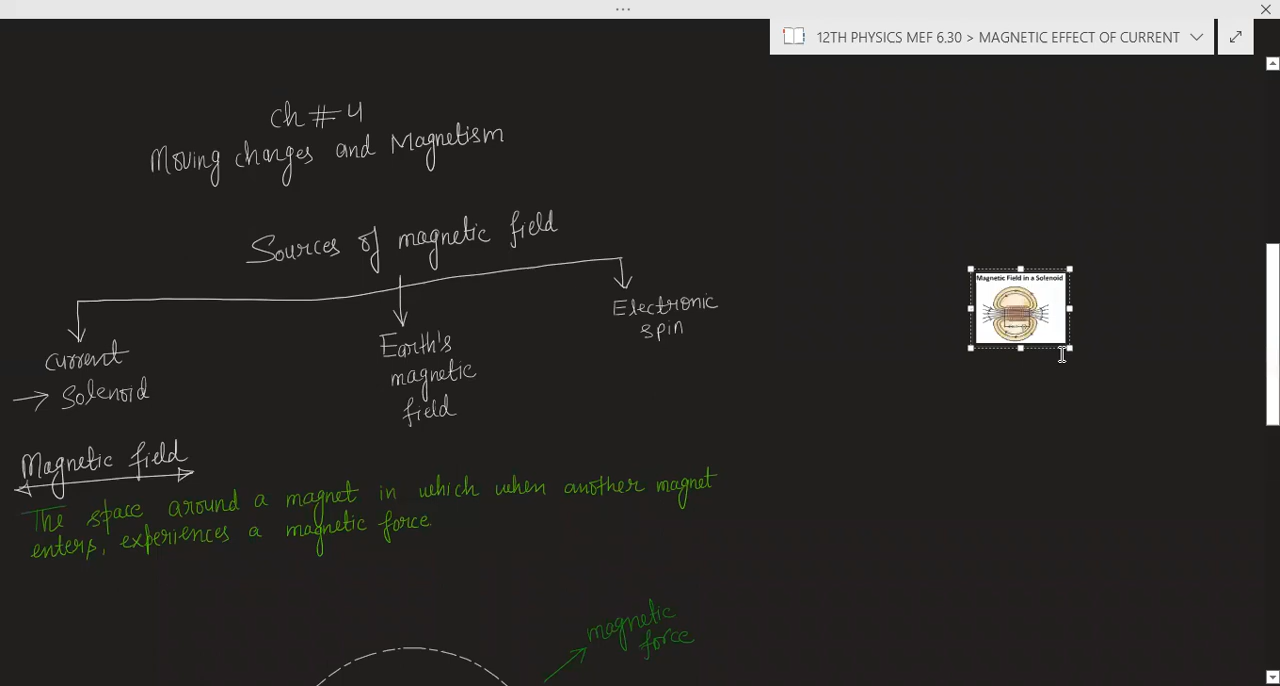 12TH PHYSICS MEF 6.30 > MAGNETIC EFFECT OF CURRENT
Ch # 4
Moving charges and Magnetism
Sources of magnetic field
Current
→ Solenoid
Earth's
magnetic
field
Electronic
spin
Magnetic Field in a Solenoid
Magnetic field
The space around a magnet in which when another magnet
enters, experiences a magnetic force.
magnetic
force